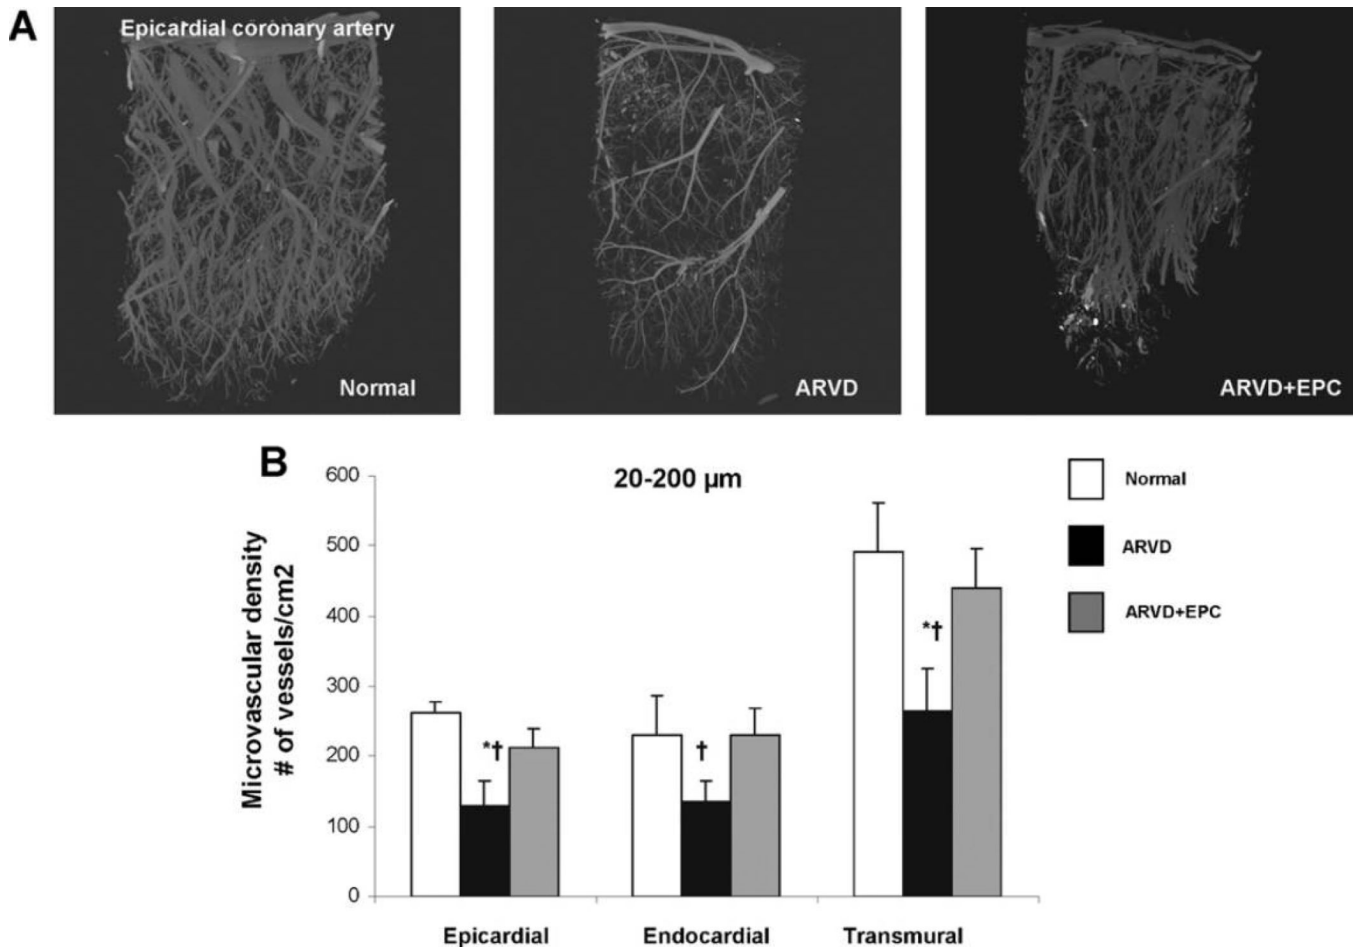 A
Epicardial coronary artery
Normal
ARVD
ARVD+EPC
B
20-200 µm
Microvascular density
# of vessels/cm2
600
500
400
300
200
100
0
*†
†
*†
Epicardial
Endocardial
Transmural
Normal
ARVD
ARVD+EPC